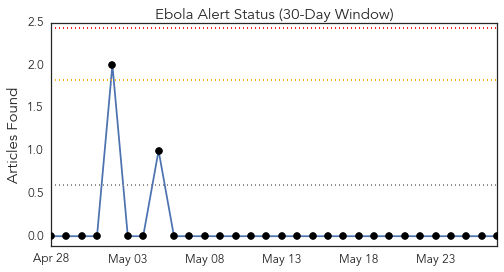 Ebola Alert Status (30-Day Window)
2.5
2.0
1.5
1.0
0.5
0.0
Articles Found
Apr 28 May 03 May 08 May 13 May 18 May 23